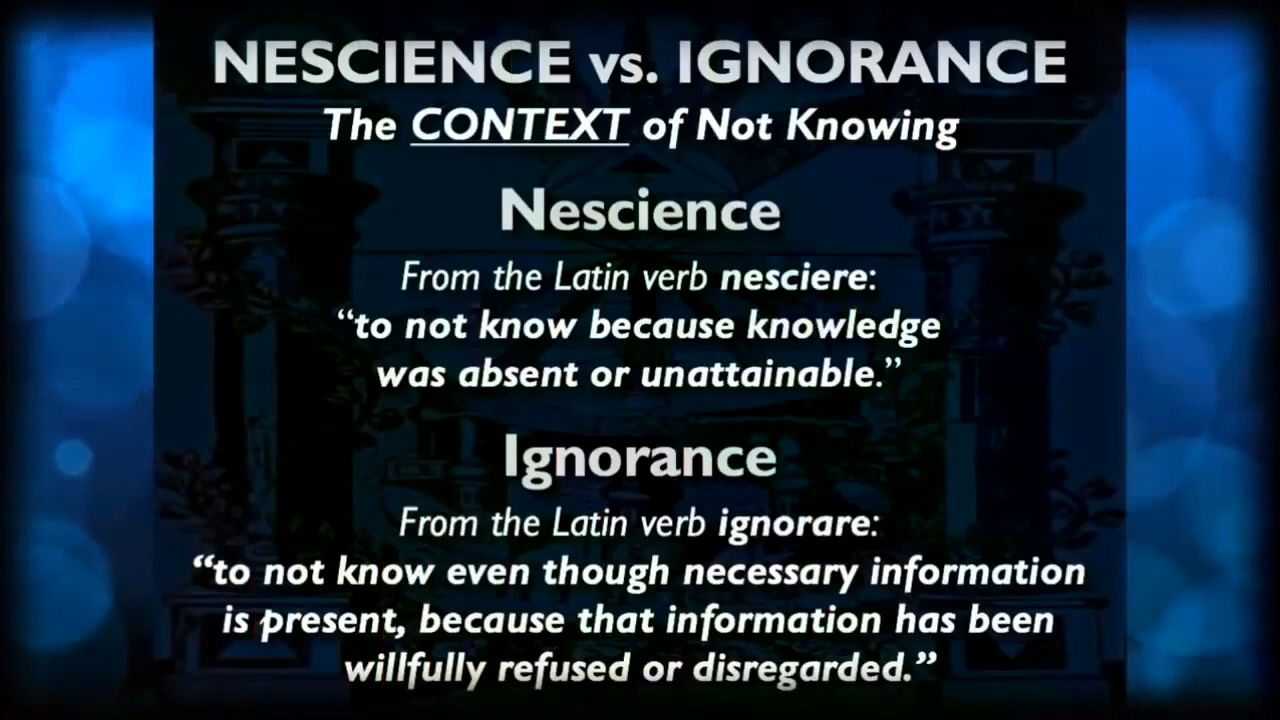 NESCIENCE vs. IGNORANCE
The CONTEXT of Not Knowing
Nescience
From the Latin verb nesciere:
“to not know because knowledge
was absent or unattainable.”
Ignorance
From the Latin verb ignorare:
“to not know even though necessary information
is present, because that information has been
willfully refused or disregarded.”